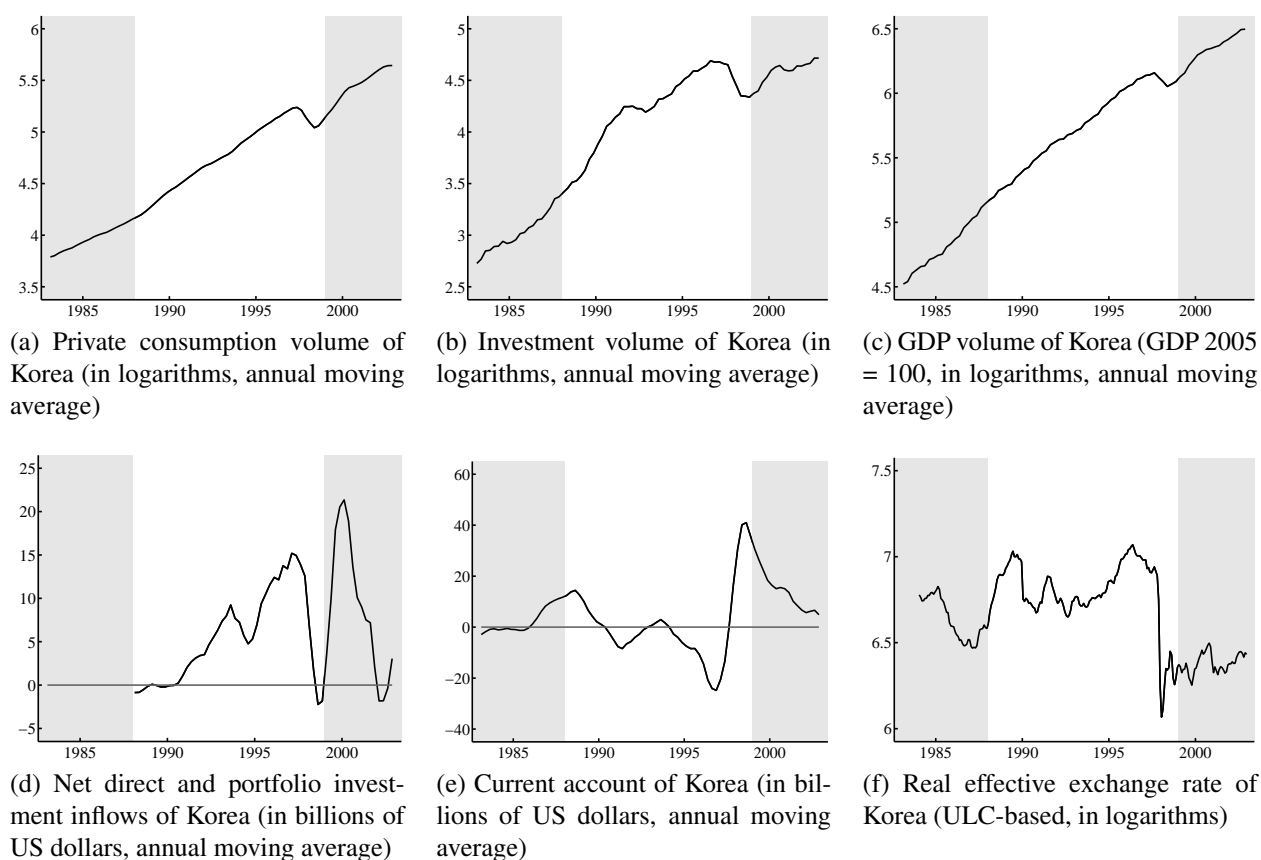 6
5.5
5
4.5
4
3.5
1985 1990 1995 2000
(a) Private consumption volume of
Korea (in logarithms, annual moving
average)
5
4.5
4
3.5
3
2.5
1985 1990 1995 2000
(b) Investment volume of Korea (in
logarithms, annual moving average)
6.5
6
5.5
5
4.5
1985 1990 1995 2000
(c) GDP volume of Korea (GDP 2005
= 100, in logarithms, annual moving
average)
25
20
15
10
5
0
−5
1985 1990 1995 2000
(d) Net direct and portfolio invest-
ment inflows of Korea (in billions of
US dollars, annual moving average)
60
40
20
0
−20
−40
1985 1990 1995 2000
(e) Current account of Korea (in bil-
lions of US dollars, annual moving
average)
7.5
7
6.5
6
1985 1990 1995 2000
(f) Real effective exchange rate of
Korea (ULC-based, in logarithms)